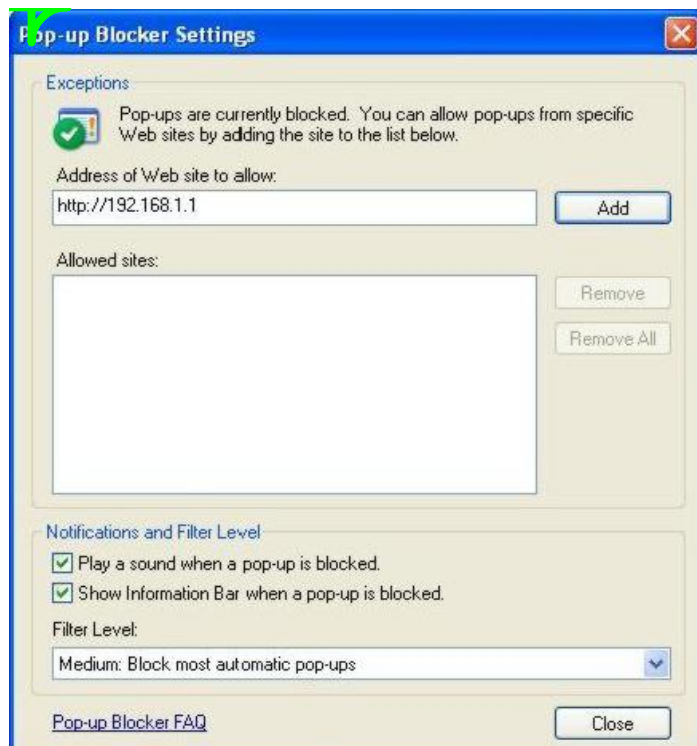 Pop-up Blocker Settings
Exceptions
Pop-ups are currently blocked. You can allow pop-ups from specific
Web sites by adding the site to the list below.
Address of Web site to allow:
http://192.168.1.1
Add
Allowed sites:
Remove
Remove All
Notifications and Filter Level
Play a sound when a pop-up is blocked.
Show Information Bar when a pop-up is blocked.
Filter Level:
Medium: Block most automatic pop-ups
Pop-up Blocker FAQ
Close